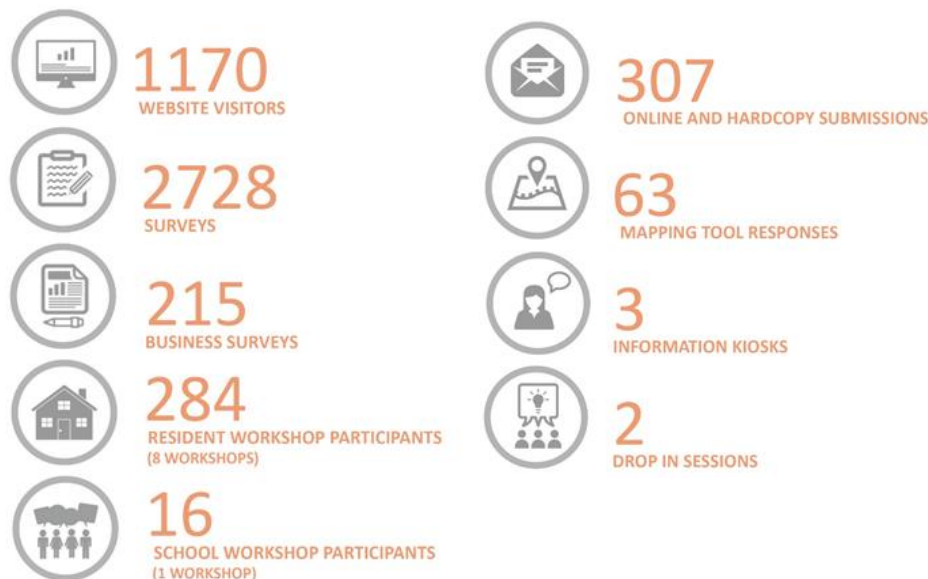 1170
WEBSITE VISITORS
2728
SURVEYS
215
BUSINESS SURVEYS
284
RESIDENT WORKSHOP PARTICIPANTS
(8 WORKSHOPS)
16
SCHOOL WORKSHOP PARTICIPANTS
(1 WORKSHOP)
307
ONLINE AND HARDCOPY SUBMISSIONS
63
MAPPING TOOL RESPONSES
3
INFORMATION KIOSKS
2
DROP IN SESSIONS